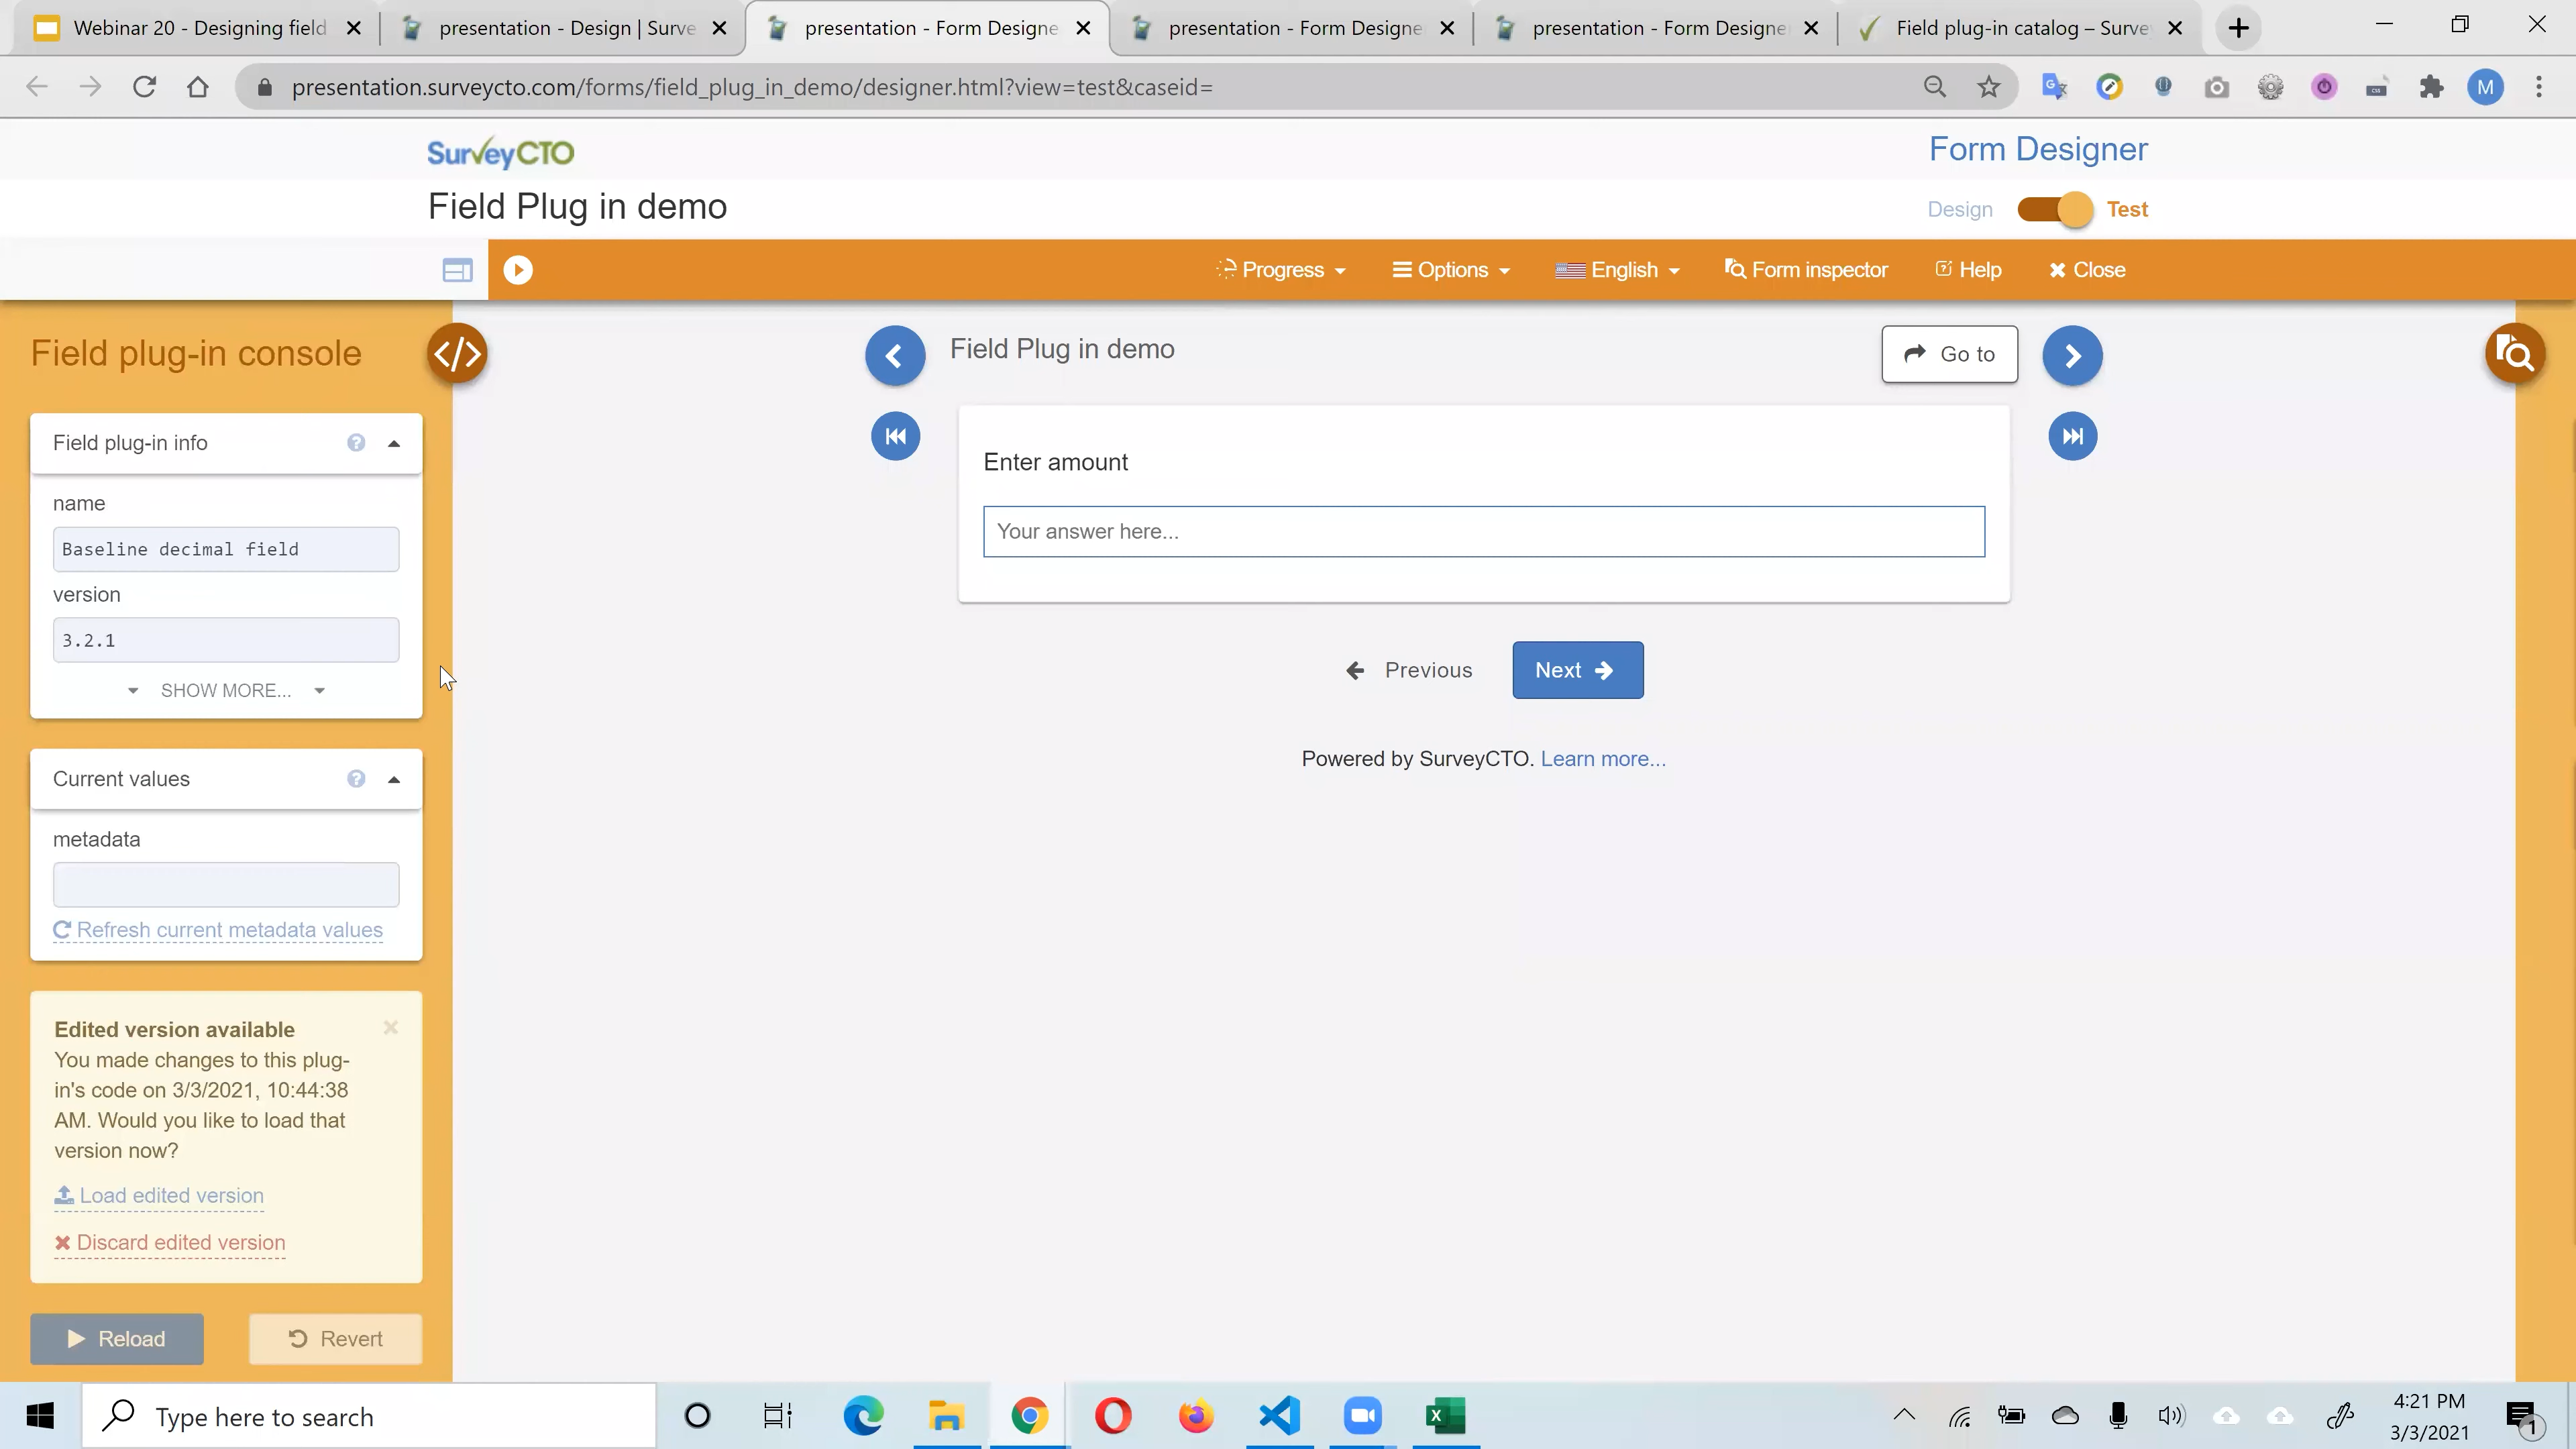 Webinar 20 - Designing field
presentation - Design | Surve
presentation - Form Designe
presentation - Form Designe
presentation - Form Designe
Field plug-in catalog – Surve
presentation.surveycto.com/forms/field_plug_in_demo/designer.html?view=test&caseid=
M
SurveyCTO
Form Designer
Field Plug in demo
Design
Test
Progress
Options
English
Form inspector
Help
Close
Field plug-in console
</>
Field Plug in demo
Go to
Field plug-in info
name
Baseline decimal field
version
3.2.1
SHOW MORE...
Enter amount
Your answer here...
Previous
Next
Powered by SurveyCTO. Learn more...
Current values
metadata
Refresh current metadata values
Edited version available
You made changes to this plug-
in's code on 3/3/2021, 10:44:38
AM. Would you like to load that
version now?
Load edited version
Discard edited version
Reload
Revert
Type here to search
4:21 PM
3/3/2021
1